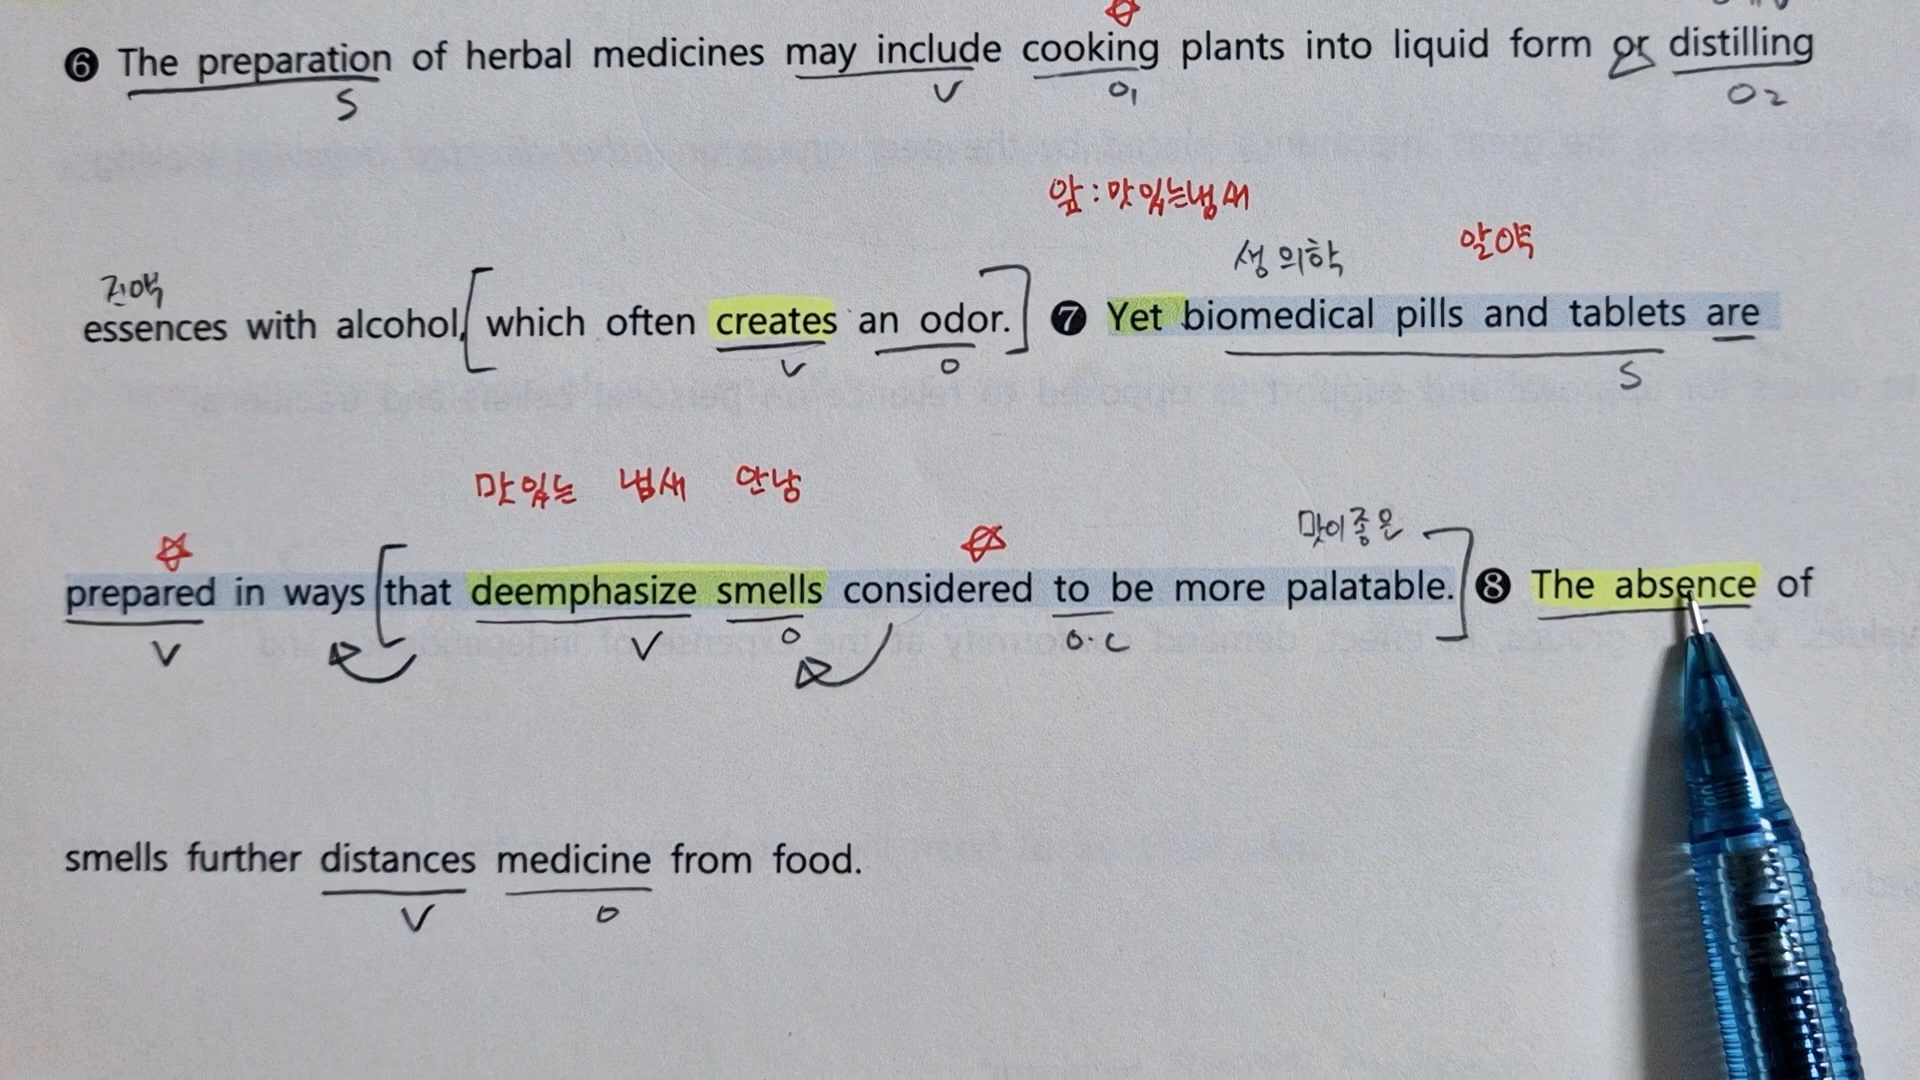 ❻ The preparation of herbal medicines may include cooking plants into liquid form or distilling
S V O₁ O₂
앞 : 맛있는냄새
생의학 알약
진액
essences with alcohol, [which often creates an odor.] ❼ Yet biomedical pills and tablets are
V O S
맛있는 냄새 안남
맛이좋은
prepared in ways [that deemphasize smells considered to be more palatable.] ❽ The absence of
V V O O·C
smells further distances medicine from food.
V O